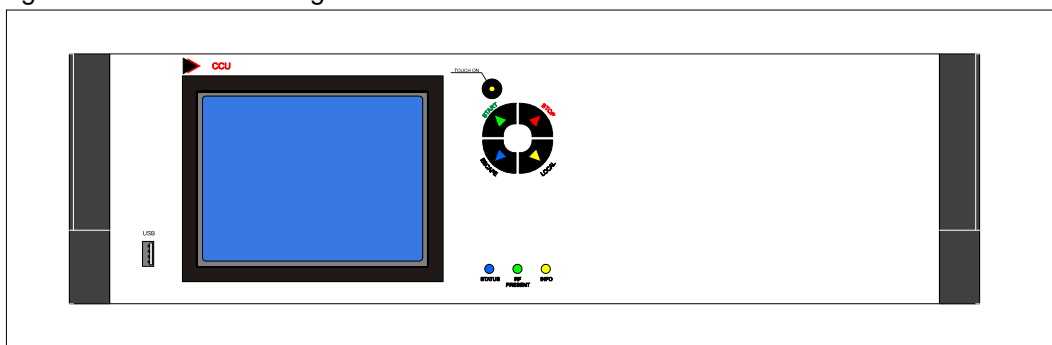 CCU
TOUCH ON
START
STOP
ESCAPE
LOCAL
USB
STATUS
RF
PRESENT
INFO